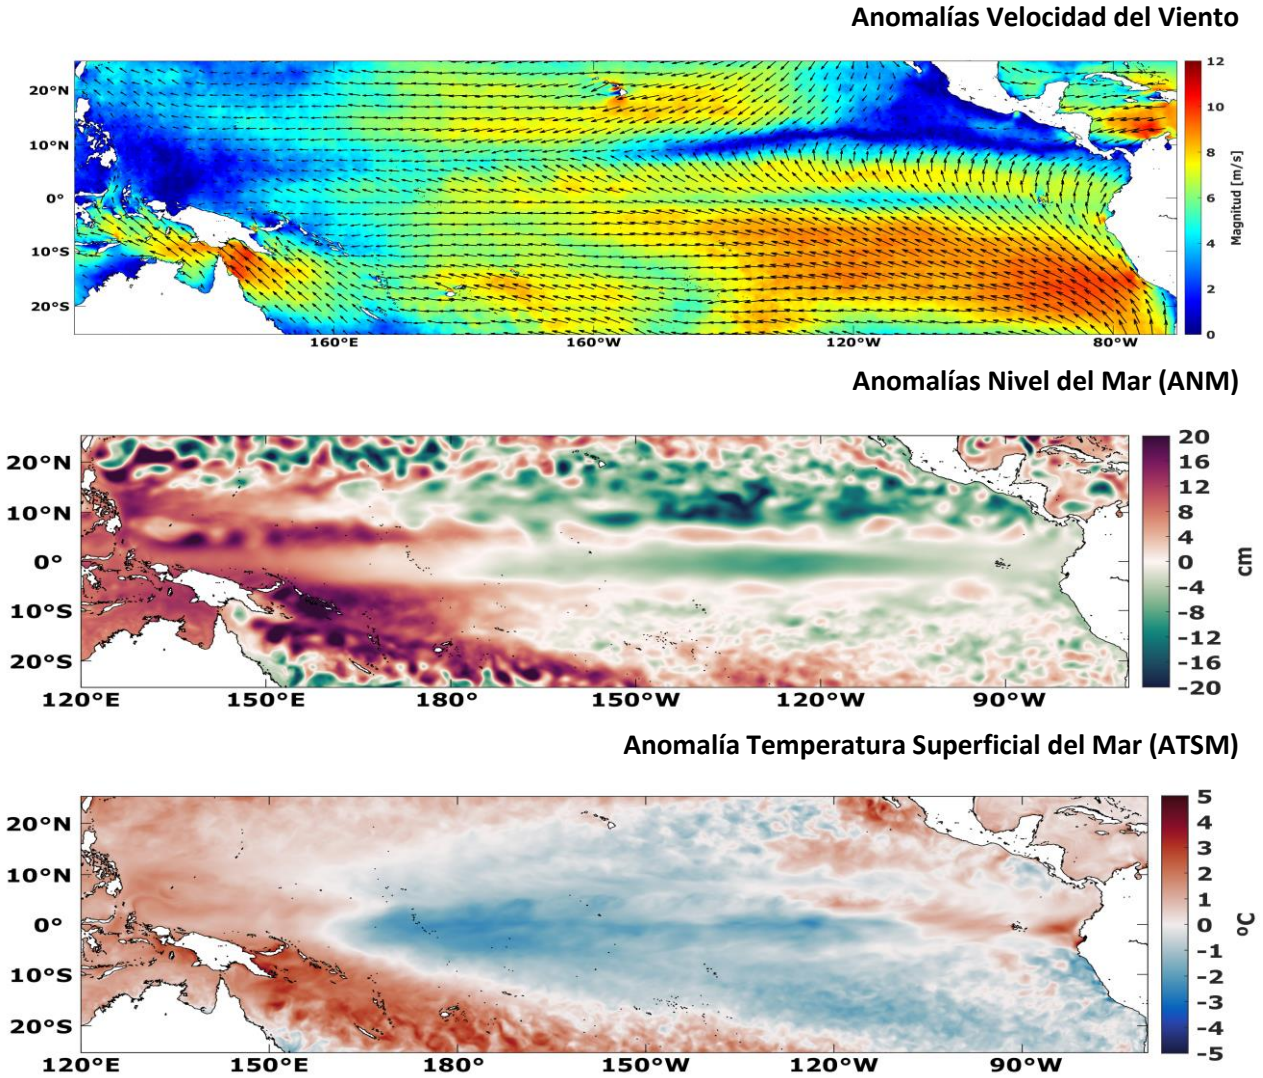 Anomalías Velocidad del Viento
20°N
10°N
0°
10°S
20°S
160°E
160°W
120°W
80°W
12
10
8
6
4
2
0
Magnitud [m/s]
Anomalías Nivel del Mar (ANM)
20°N
10°N
0°
10°S
20°S
120°E
150°E
180°
150°W
120°W
90°W
20
16
12
8
4
0
-4
-8
-12
-16
-20
cm
Anomalía Temperatura Superficial del Mar (ATSM)
20°N
10°N
0°
10°S
20°S
120°E
150°E
180°
150°W
120°W
90°W
5
4
3
2
1
0
-1
-2
-3
-4
-5
°C